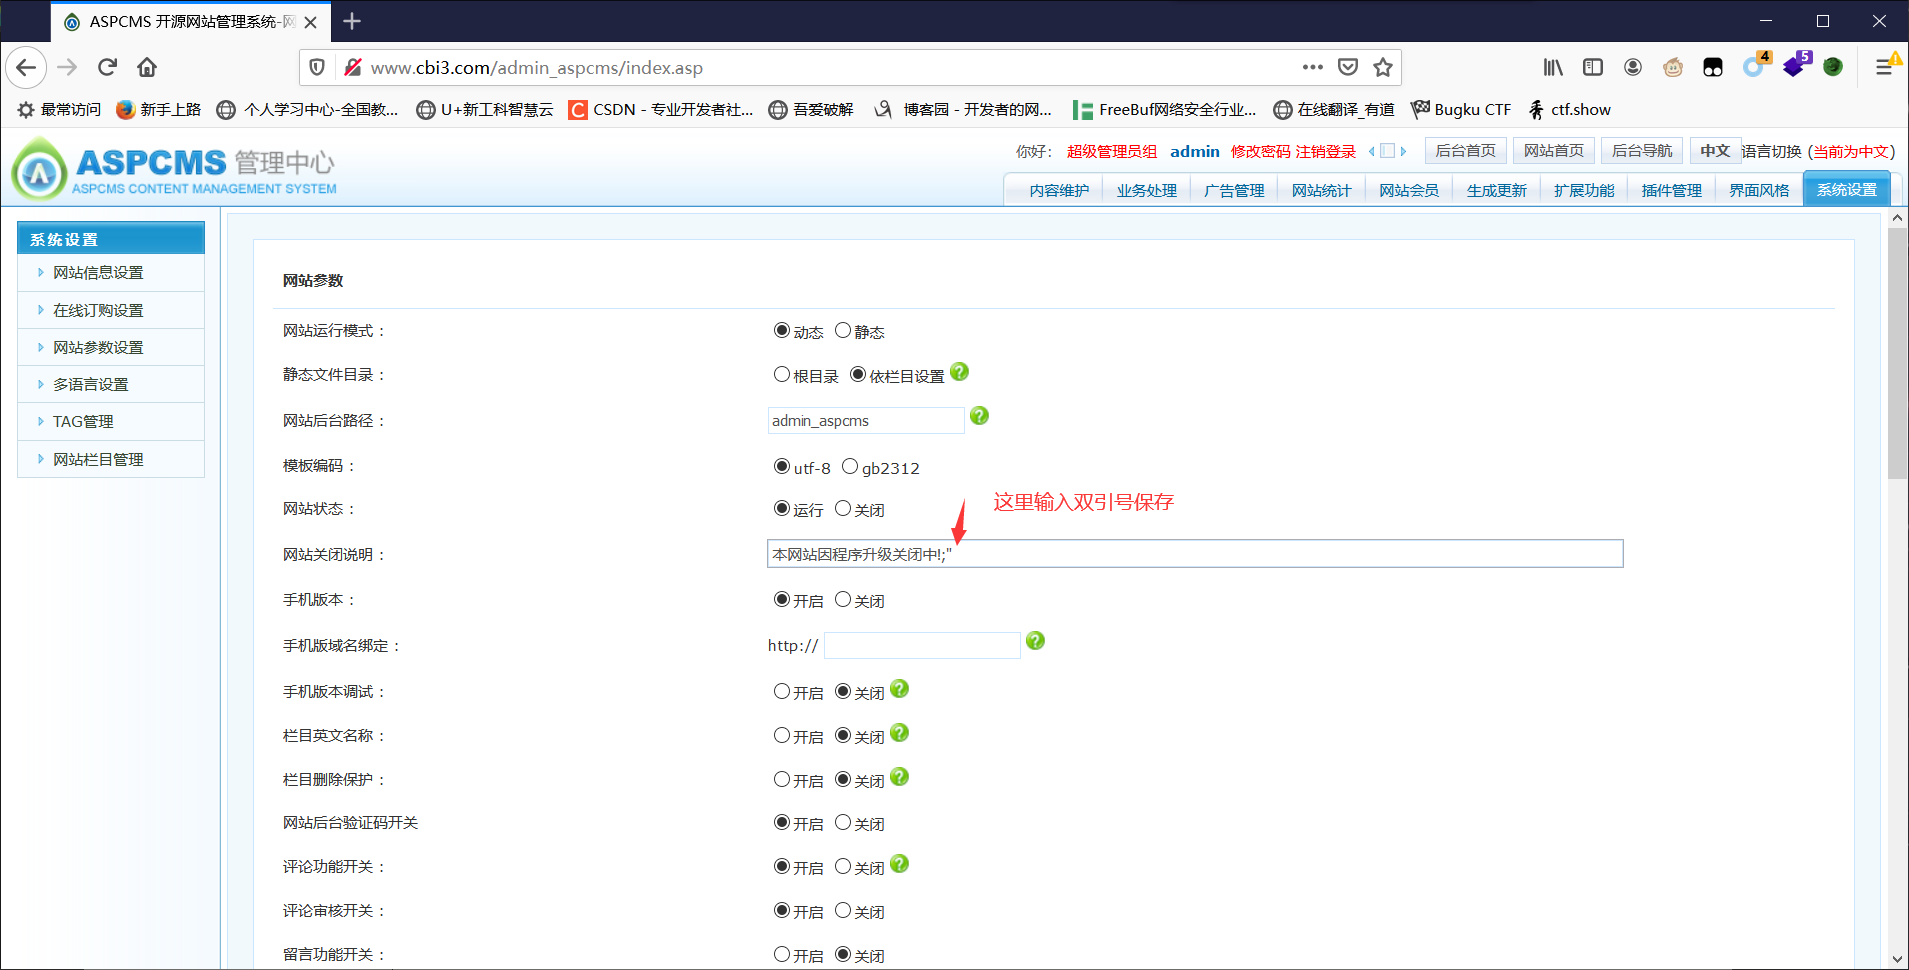 ASPCMS 开源网站管理系统-网
www.cbi3.com/admin_aspcms/index.asp
4
5
最常访问 新手上路 个人学习中心-全国教... U+新工科智慧云 CSDN - 专业开发者社... 吾爱破解 博客园 - 开发者的网... FreeBuf网络安全行业... 在线翻译_有道 Bugku CTF ctf.show
ASPCMS 管理中心
ASPCMS CONTENT MANAGEMENT SYSTEM
你好： 超级管理员组 admin 修改密码 注销登录 后台首页 网站首页 后台导航 中文 语言切换 (当前为中文)
内容维护 业务处理 广告管理 网站统计 网站会员 生成更新 扩展功能 插件管理 界面风格 系统设置
系统设置
网站信息设置
在线订购设置
网站参数设置
多语言设置
TAG管理
网站栏目管理
网站参数
网站运行模式： 动态 静态
静态文件目录： 根目录 依栏目设置
网站后台路径： admin_aspcms
模板编码： utf-8 gb2312
网站状态： 运行 关闭
这里输入双引号保存
网站关闭说明： 本网站因程序升级关闭中!;"
手机版本： 开启 关闭
手机版域名绑定： http://
手机版本调试： 开启 关闭
栏目英文名称： 开启 关闭
栏目删除保护： 开启 关闭
网站后台验证码开关 开启 关闭
评论功能开关： 开启 关闭
评论审核开关： 开启 关闭
留言功能开关： 开启 关闭